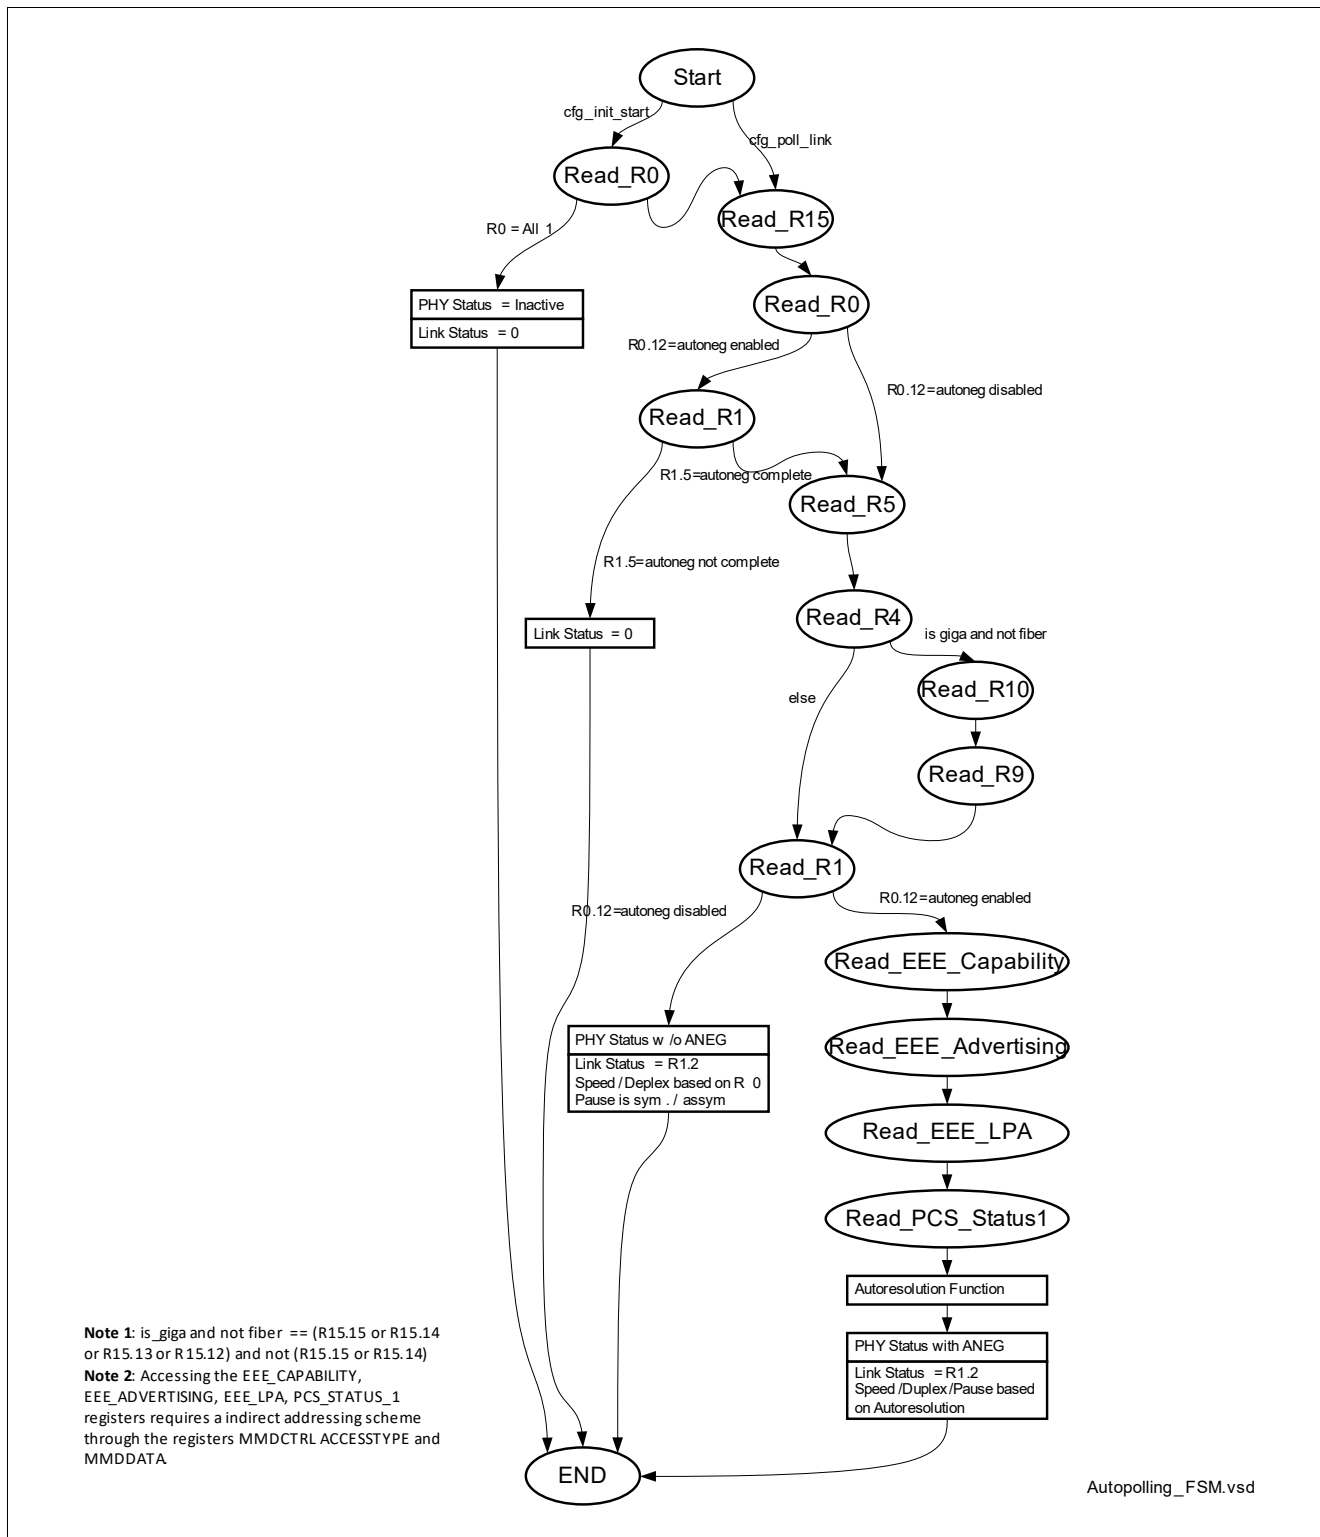 Start
cfg_init_start
cfg_poll_link
Read_R0
Read_R15
R0 = All 1
PHY Status = Inactive
Link Status = 0
Read_R0
R0.12=autoneg enabled
R0.12=autoneg disabled
Read_R1
R1.5=autoneg complete
Read_R5
R1.5=autoneg not complete
Link Status = 0
Read_R4
is giga and not fiber
Read_R10
else
Read_R9
Read_R1
R0.12=autoneg disabled
R0.12=autoneg enabled
Read_EEE_Capability
Read_EEE_Advertising
PHY Status w /o ANEG
Link Status = R1.2
Speed / Deplex based on R 0
Pause is sym . / assym
Read_EEE_LPA
Read_PCS_Status1
Autoresolution Function
PHY Status with ANEG
Link Status = R1.2
Speed /Duplex /Pause based
on Autoresolution
Note 1: is_giga and not fiber == (R15.15 or R15.14
or R15.13 or R15.12) and not (R15.15 or R15.14)
Note 2: Accessing the EEE_CAPABILITY,
EEE_ADVERTISING, EEE_LPA, PCS_STATUS_1
registers requires a indirect addressing scheme
through the registers MMDCTRL ACCESSTYPE and
MMDDATA.
END
Autopolling_FSM.vsd